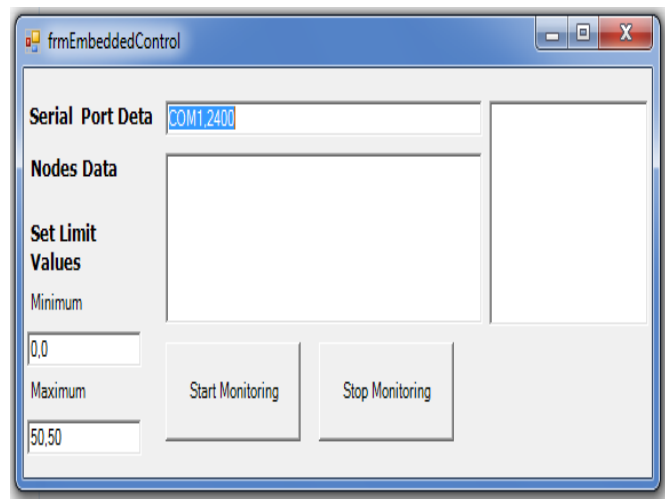 frmEmbeddedControl
Serial Port Deta
COM1,2400
Nodes Data
Set Limit
Values
Minimum
0,0
Maximum
50,50
Start Monitoring
Stop Monitoring